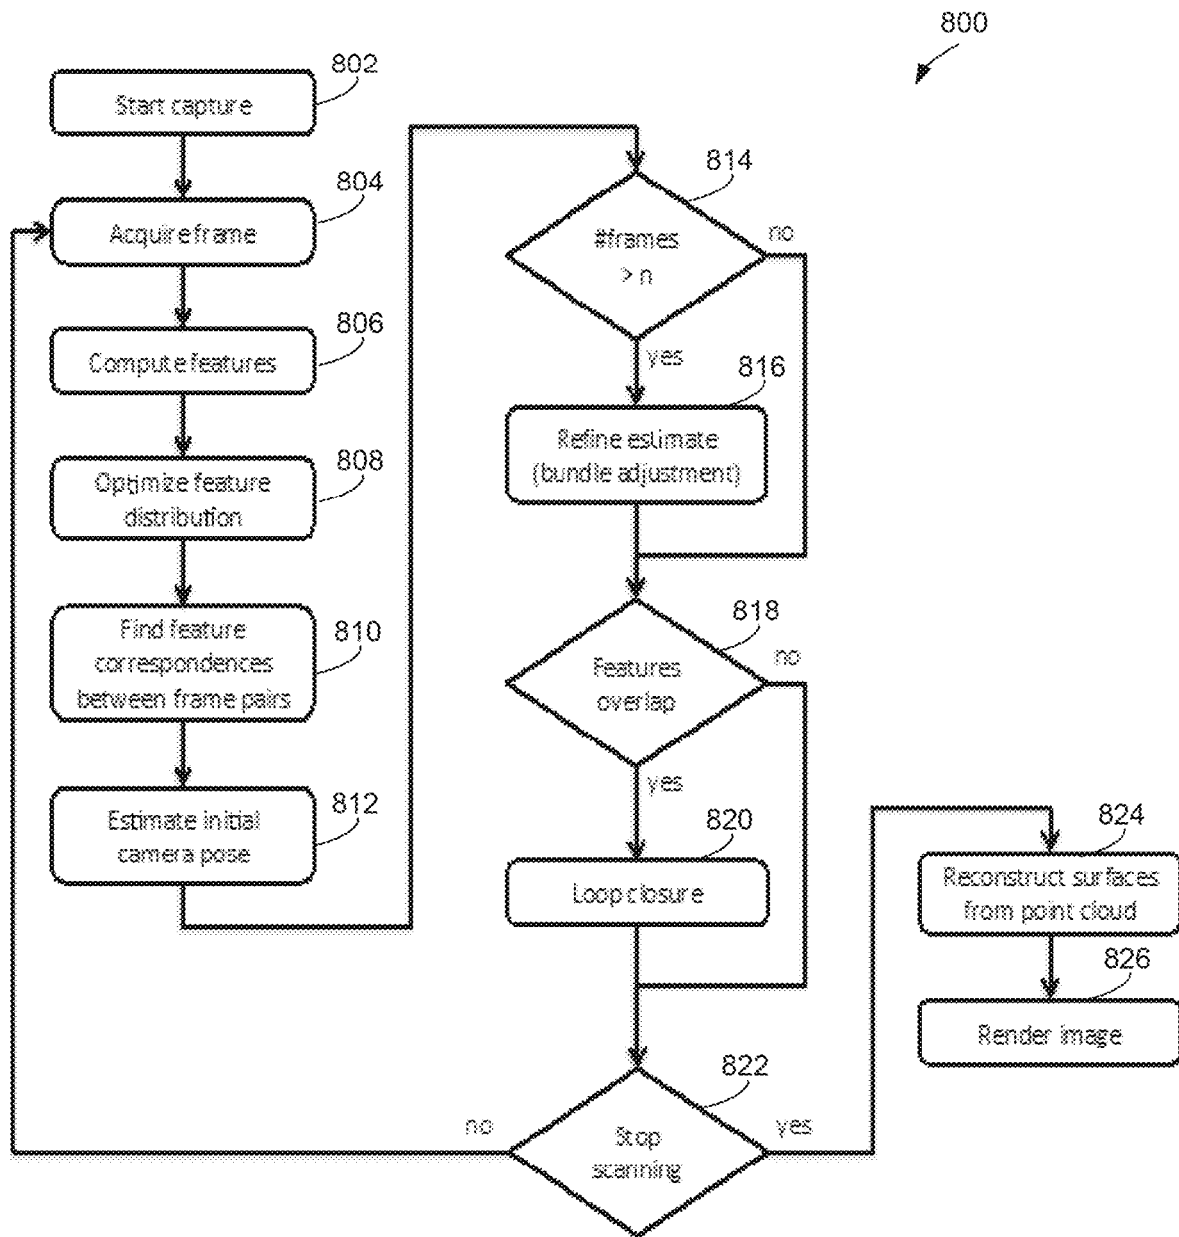 800
802
Start capture
804
Acquire frame
806
Compute features
808
Optimize feature
distribution
810
Find feature
correspondences
between frame pairs
812
Estimate initial
camera pose
814
#frames
> n
no
yes
816
Refine estimate
(bundle adjustment)
818
Features
overlap
no
yes
820
Loop closure
822
Stop
scanning
no
yes
824
Reconstruct surfaces
from point cloud
826
Render image